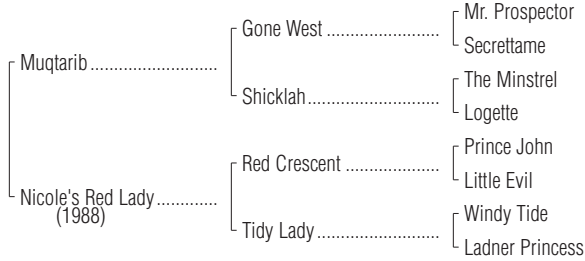 Mr. Prospector
Gone West ........................
Secrettame
Muqtarib ...........................
The Minstrel
Shicklah ............................
Logette
Prince John
Red Crescent ....................
Little Evil
Nicole's Red Lady .............
(1988)
Windy Tide
Tidy Lady ..........................
Ladner Princess